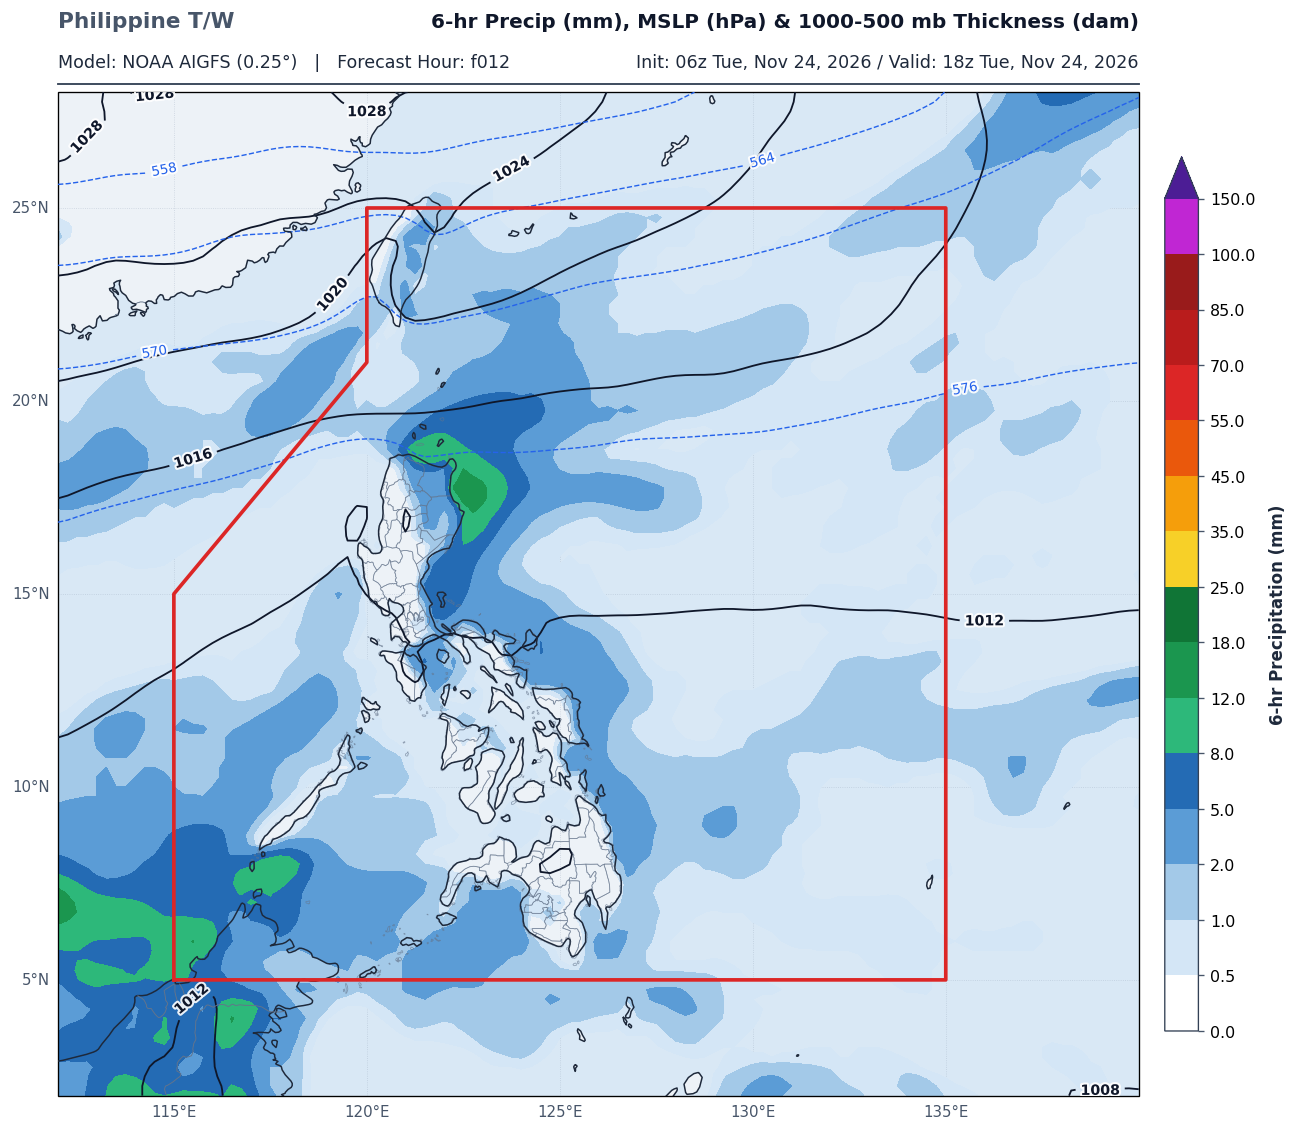 Philippine T/W
6-hr Precip (mm), MSLP (hPa) & 1000-500 mb Thickness (dam)
Model: NOAA AIGFS (0.25°) | Forecast Hour: f012
Init: 06z Tue, Nov 24, 2026 / Valid: 18z Tue, Nov 24, 2026
1028
1028
1028
558
1024
564
1020
570
576
1016
1012
1012
1008
25°N
20°N
15°N
10°N
5°N
115°E
120°E
125°E
130°E
135°E
150.0
100.0
85.0
70.0
55.0
45.0
35.0
25.0
18.0
12.0
8.0
5.0
2.0
1.0
0.5
0.0
6-hr Precipitation (mm)